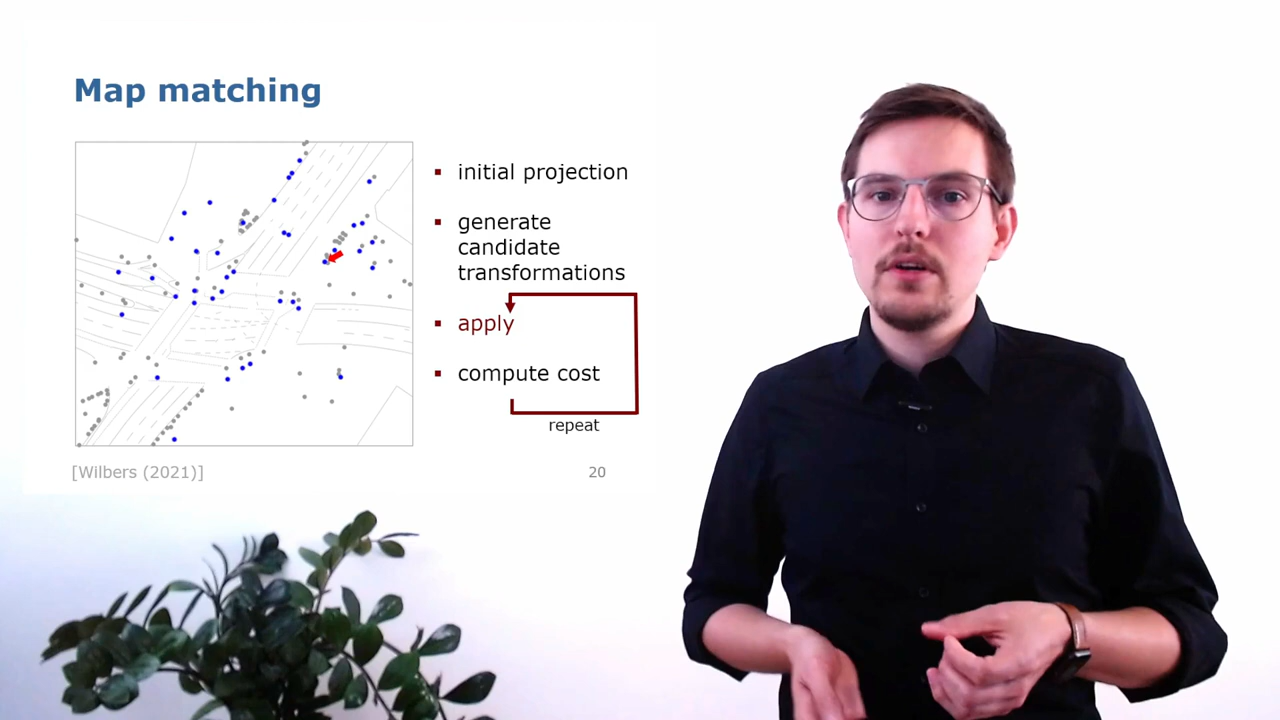 Map matching
▪ initial projection
▪ generate
candidate
transformations
▪ apply
▪ compute cost
repeat
[Wilbers (2021)]
20